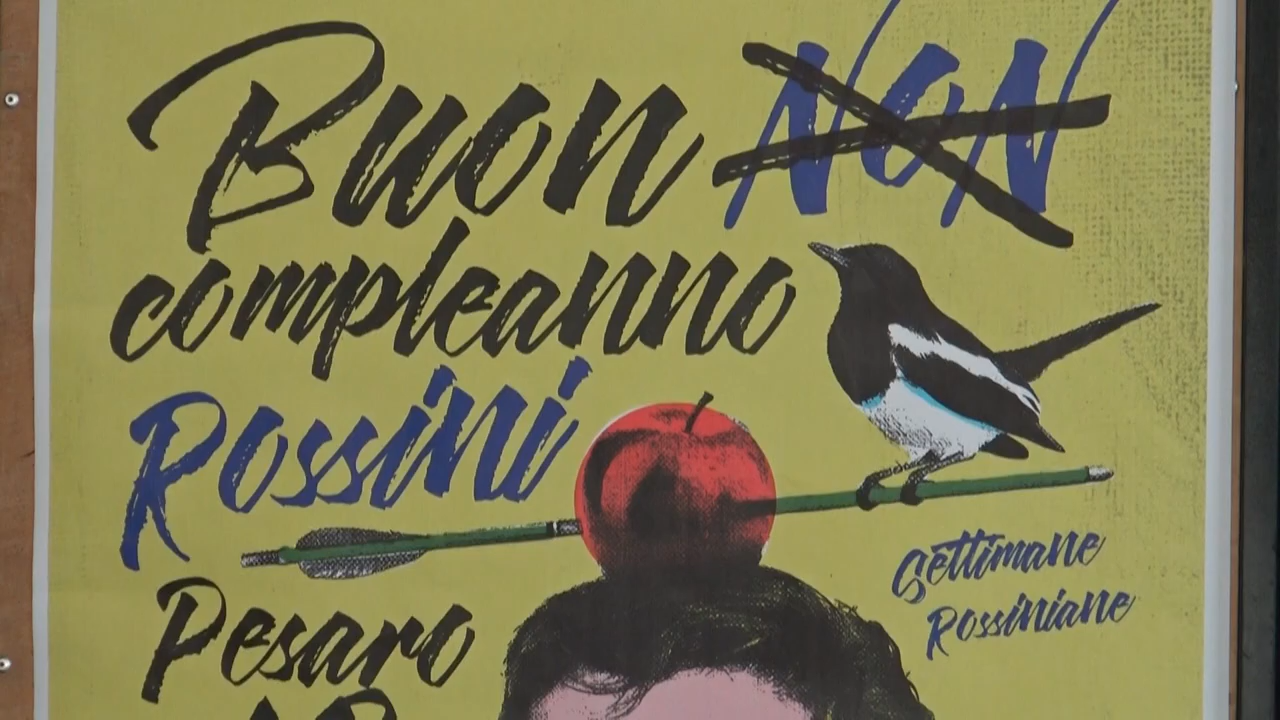 Buon NON
compleanno
Rossini
Pesaro
Settimane
Rossiniane